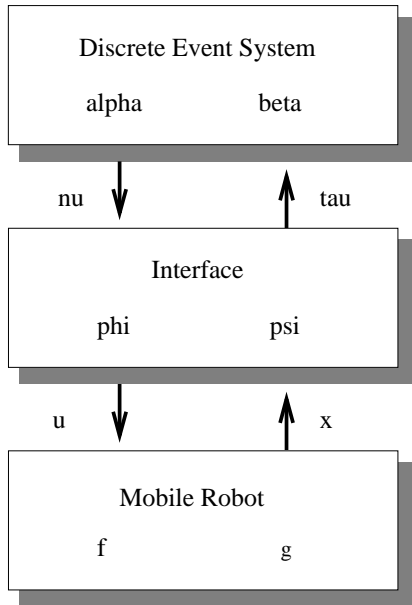 Discrete Event System
alpha beta
nu tau
Interface
phi psi
u x
Mobile Robot
f g